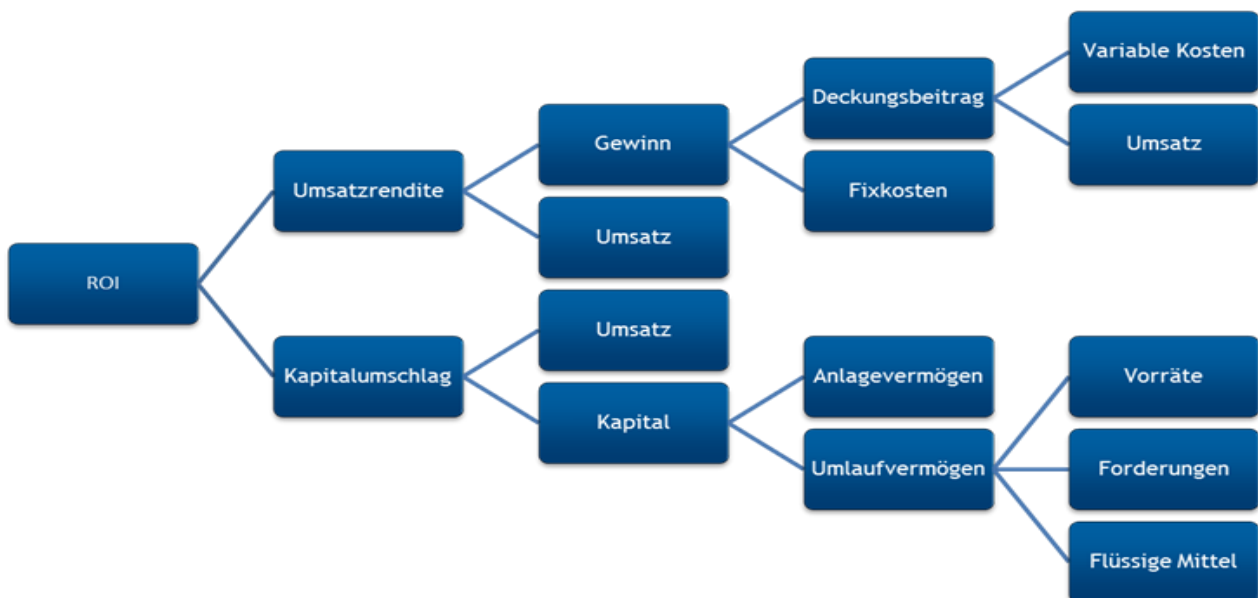 Variable Kosten
Deckungsbeitrag
Gewinn
Umsatz
Umsatzrendite
Fixkosten
Umsatz
ROI
Umsatz
Kapitalumschlag
Anlagevermögen
Vorräte
Kapital
Umlaufvermögen
Forderungen
Flüssige Mittel